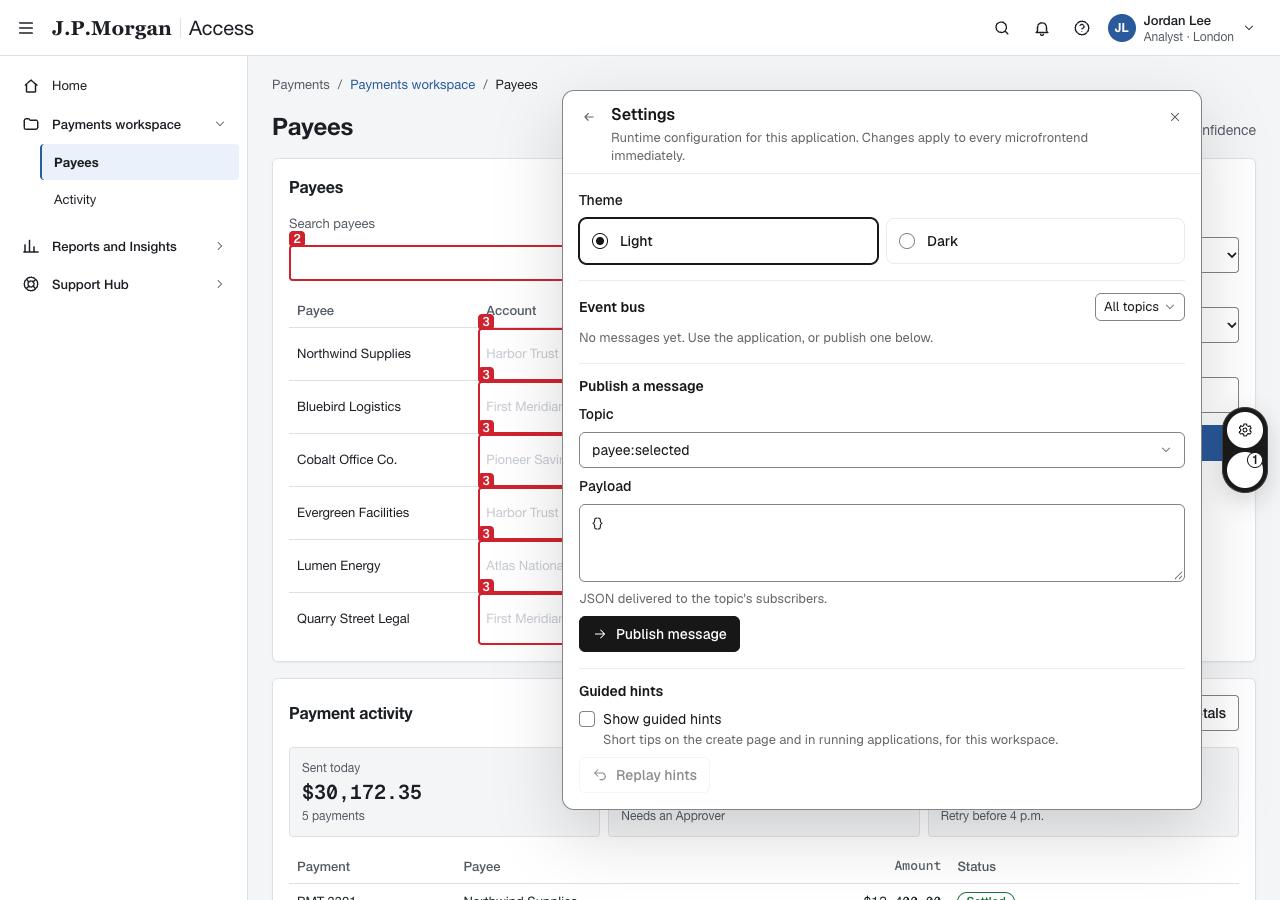 J.P.Morgan Access
JL
Jordan Lee
Analyst · London
Home
Payments workspace
Payees
Activity
Reports and Insights
Support Hub
Payments / Payments workspace / Payees
Payees
nfidence
Payees
Search payees
2
Payee
Account
3
Northwind Supplies
Harbor Trust
3
Bluebird Logistics
First Meridian
3
Cobalt Office Co.
Pioneer Savin
3
Evergreen Facilities
Harbor Trust
3
Lumen Energy
Atlas Nationa
3
Quarry Street Legal
First Meridian
Settings
Runtime configuration for this application. Changes apply to every microfrontend
immediately.
Theme
Light
Dark
Event bus
All topics
No messages yet. Use the application, or publish one below.
Publish a message
Topic
payee:selected
Payload
{}
JSON delivered to the topic's subscribers.
Publish message
Guided hints
Show guided hints
Short tips on the create page and in running applications, for this workspace.
Replay hints
1
Payment activity
tals
Sent today
$30,172.35
5 payments
Needs an Approver
Retry before 4 p.m.
Payment
Payee
Amount
Status